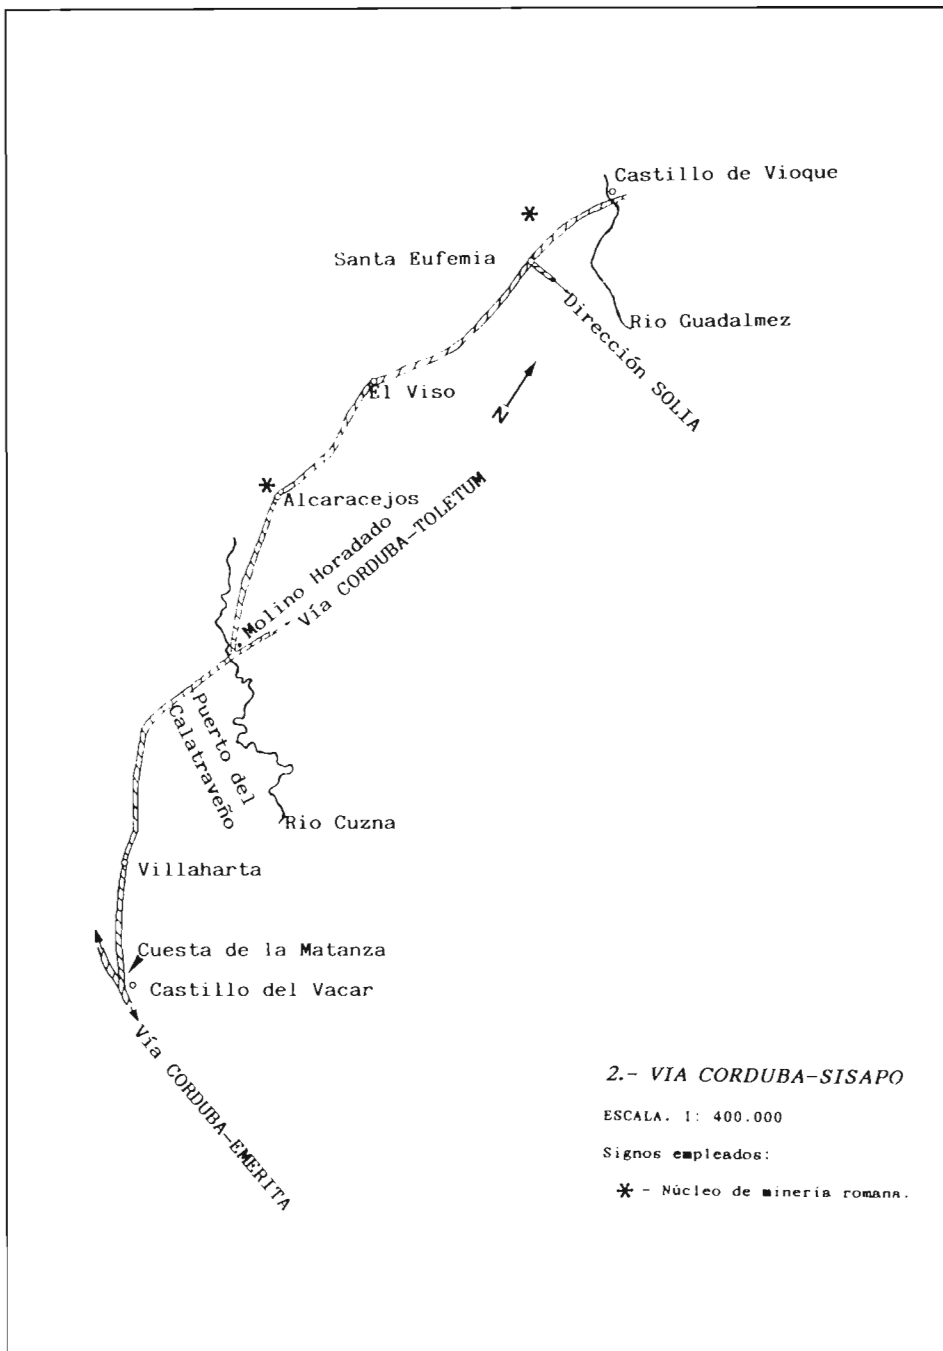 Castillo de Vioque
Santa Eufemia
Rio Guadalmez
Dirección SOLIA
El Viso
N
Alcaracejos
Molino Horadado
Vía CORDUBA-TOLETUM
Puerto del
Calatraveño
Rio Cuzna
Villaharta
Cuesta de la Matanza
Castillo del Vacar
Vía CORDUBA-EMERITA
2.- VIA CORDUBA-SISAPO
ESCALA. 1: 400.000
Signos empleados:
* - Núcleo de minería romana.